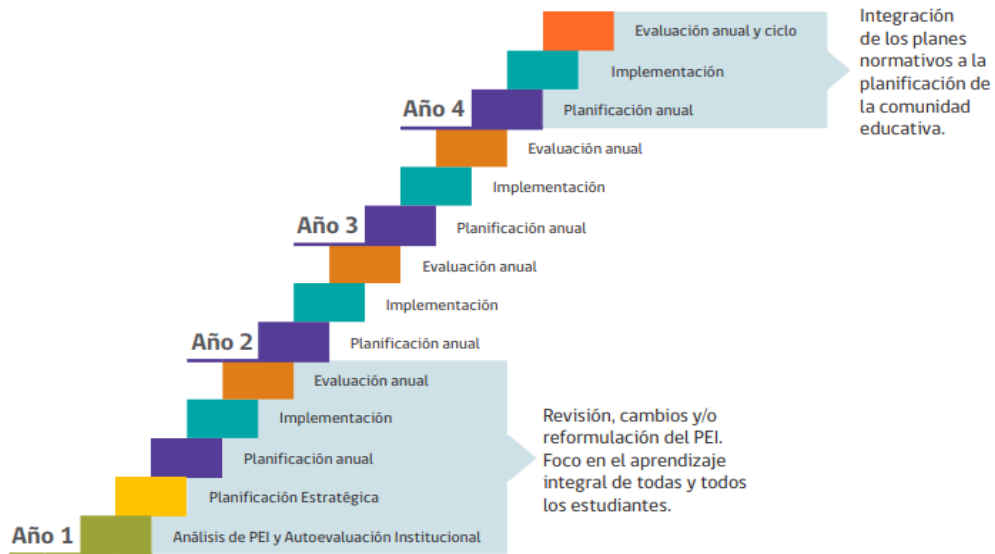 Evaluación anual y ciclo
Implementación
Año 4
Planificación anual
Integración
de los planes
normativos a la
planificación de
la comunidad
educativa.
Evaluación anual
Implementación
Año 3
Planificación anual
Evaluación anual
Implementación
Año 2
Planificación anual
Evaluación anual
Implementación
Planificación anual
Planificación Estratégica
Año 1
Análisis de PEI y Autoevaluación Institucional
Revisión, cambios y/o
reformulación del PEI.
Foco en el aprendizaje
integral de todas y todos
los estudiantes.